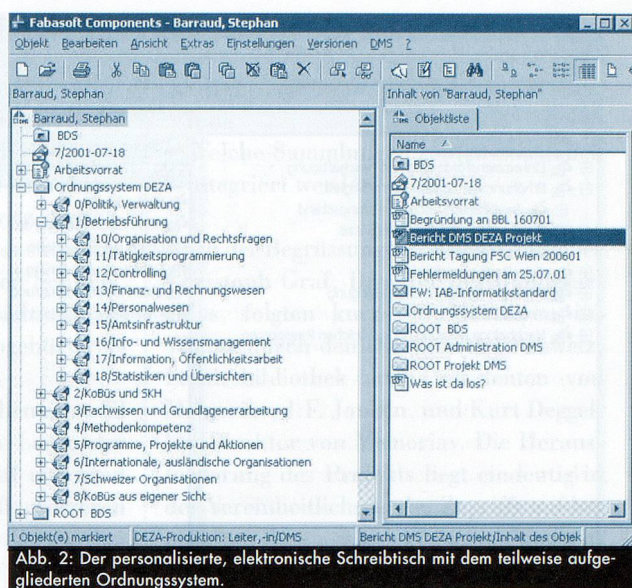 Fabasoft Components - Barraud, Stephan
Objekt Bearbeiten Ansicht Extras Einstellungen Versionen DMS ?
Barraud, Stephan
Barraud, Stephan
BDS
7/2001-07-18
Arbeitsvorrat
Ordnungssystem DEZA
0/Politik, Verwaltung
1/Betriebsführung
10/Organisation und Rechtsfragen
11/Tätigkeitsprogrammierung
12/Controlling
13/Finanz- und Rechnungswesen
14/Personalwesen
15/Amtsinfrastruktur
16/Info- und Wissensmanagement
17/Information, Öffentlichkeitsarbeit
18/Statistiken und Übersichten
2/KoBüs und SKH
3/Fachwissen und Grundlagenerarbeitung
4/Methodenkompetenz
5/Programme, Projekte und Aktionen
6/Internationale, ausländische Organisationen
7/Schweizer Organisationen
8/KoBüs aus eigener Sicht
ROOT BDS
Inhalt von "Barraud, Stephan"
Objektliste
Name
BDS
7/2001-07-18
Arbeitsvorrat
Begründung an BBL 160701
Bericht DMS DEZA Projekt
Bericht Tagung FSC Wien 200601
Fehlermeldungen am 25.07.01
FW: IAB-Informatikstandard
Ordnungssystem DEZA
ROOT BDS
ROOT Administration DMS
ROOT Projekt DMS
Was ist da los?
1 Objekt(e) markiert DEZA-Produktion: Leiter,-in/DMS Bericht DMS DEZA Projekt/Inhalt des Objek
Abb. 2: Der personalisierte, elektronische Schreibtisch mit dem teilweise aufge-
gliederten Ordnungssystem.